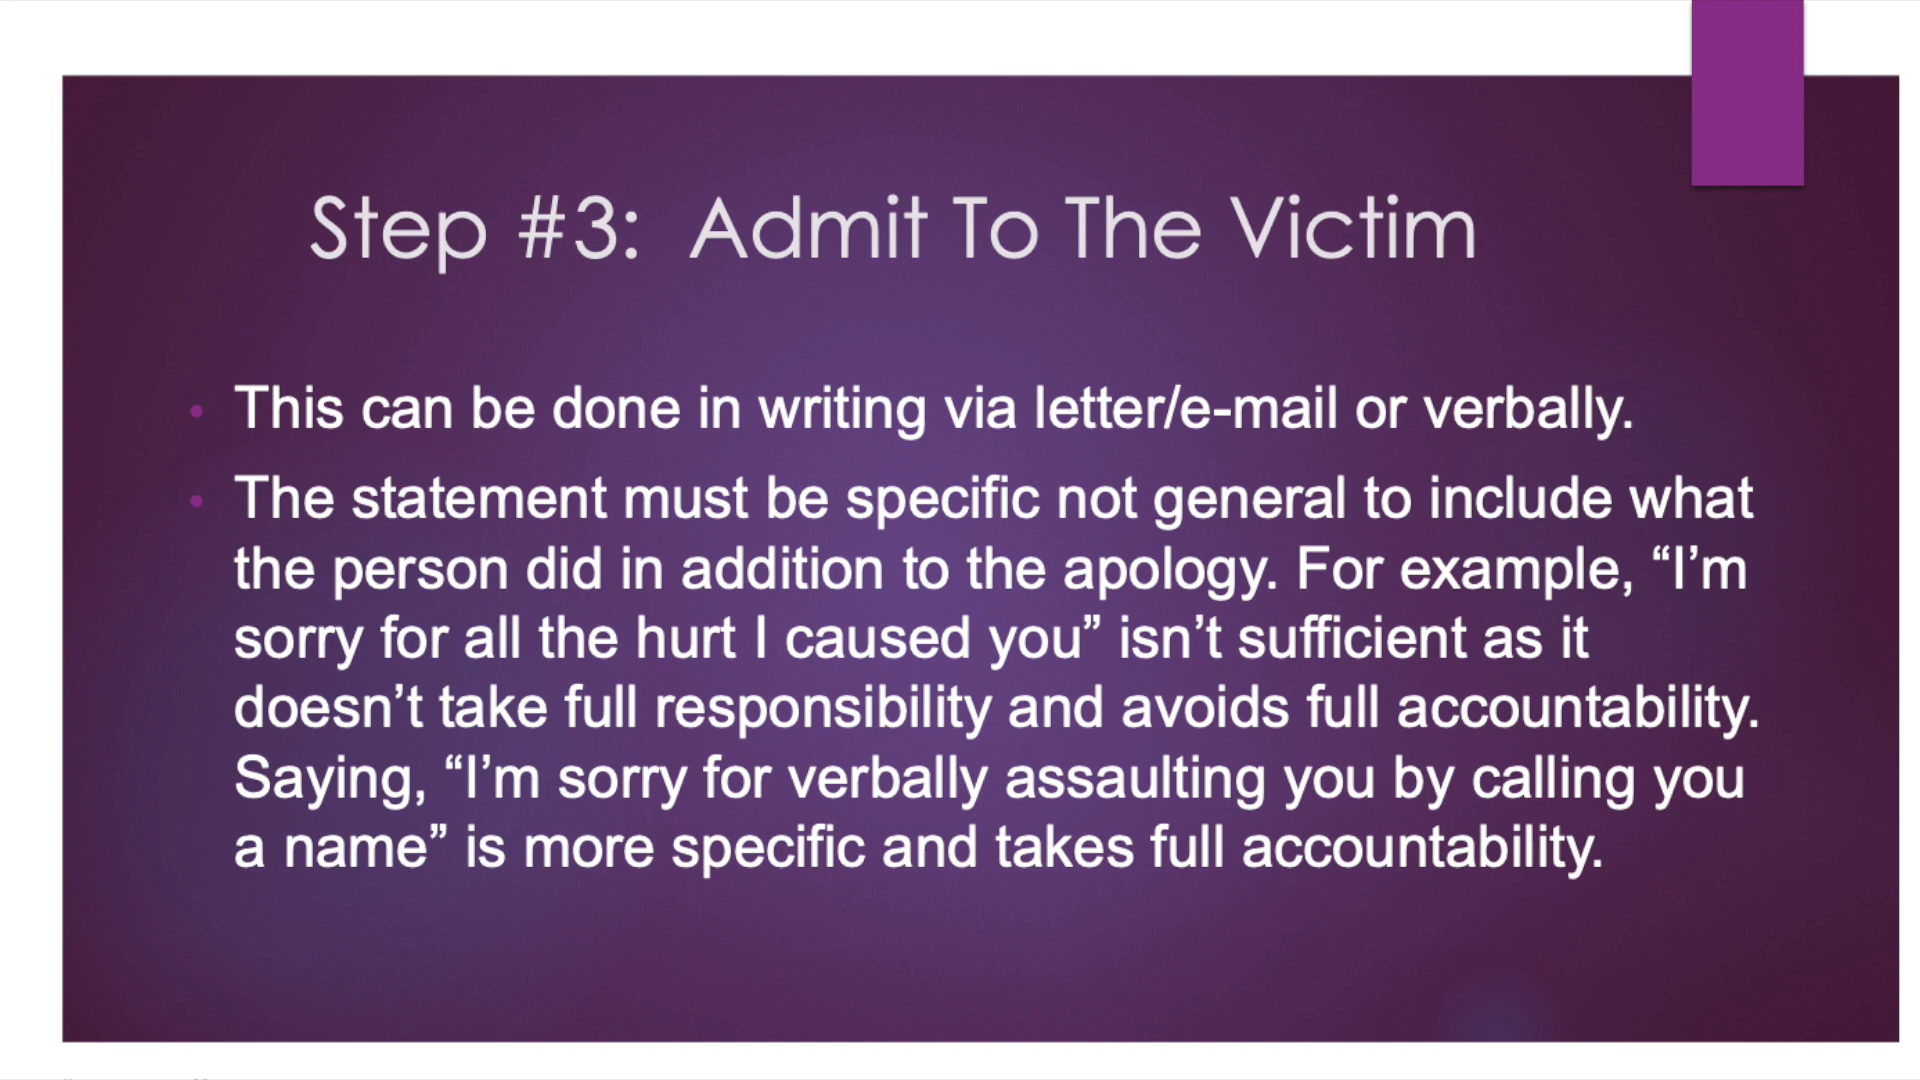 Step #3: Admit To The Victim
• This can be done in writing via letter/e-mail or verbally.
• The statement must be specific not general to include what
the person did in addition to the apology. For example, “I’m
sorry for all the hurt I caused you” isn’t sufficient as it
doesn’t take full responsibility and avoids full accountability.
Saying, “I’m sorry for verbally assaulting you by calling you
a name” is more specific and takes full accountability.